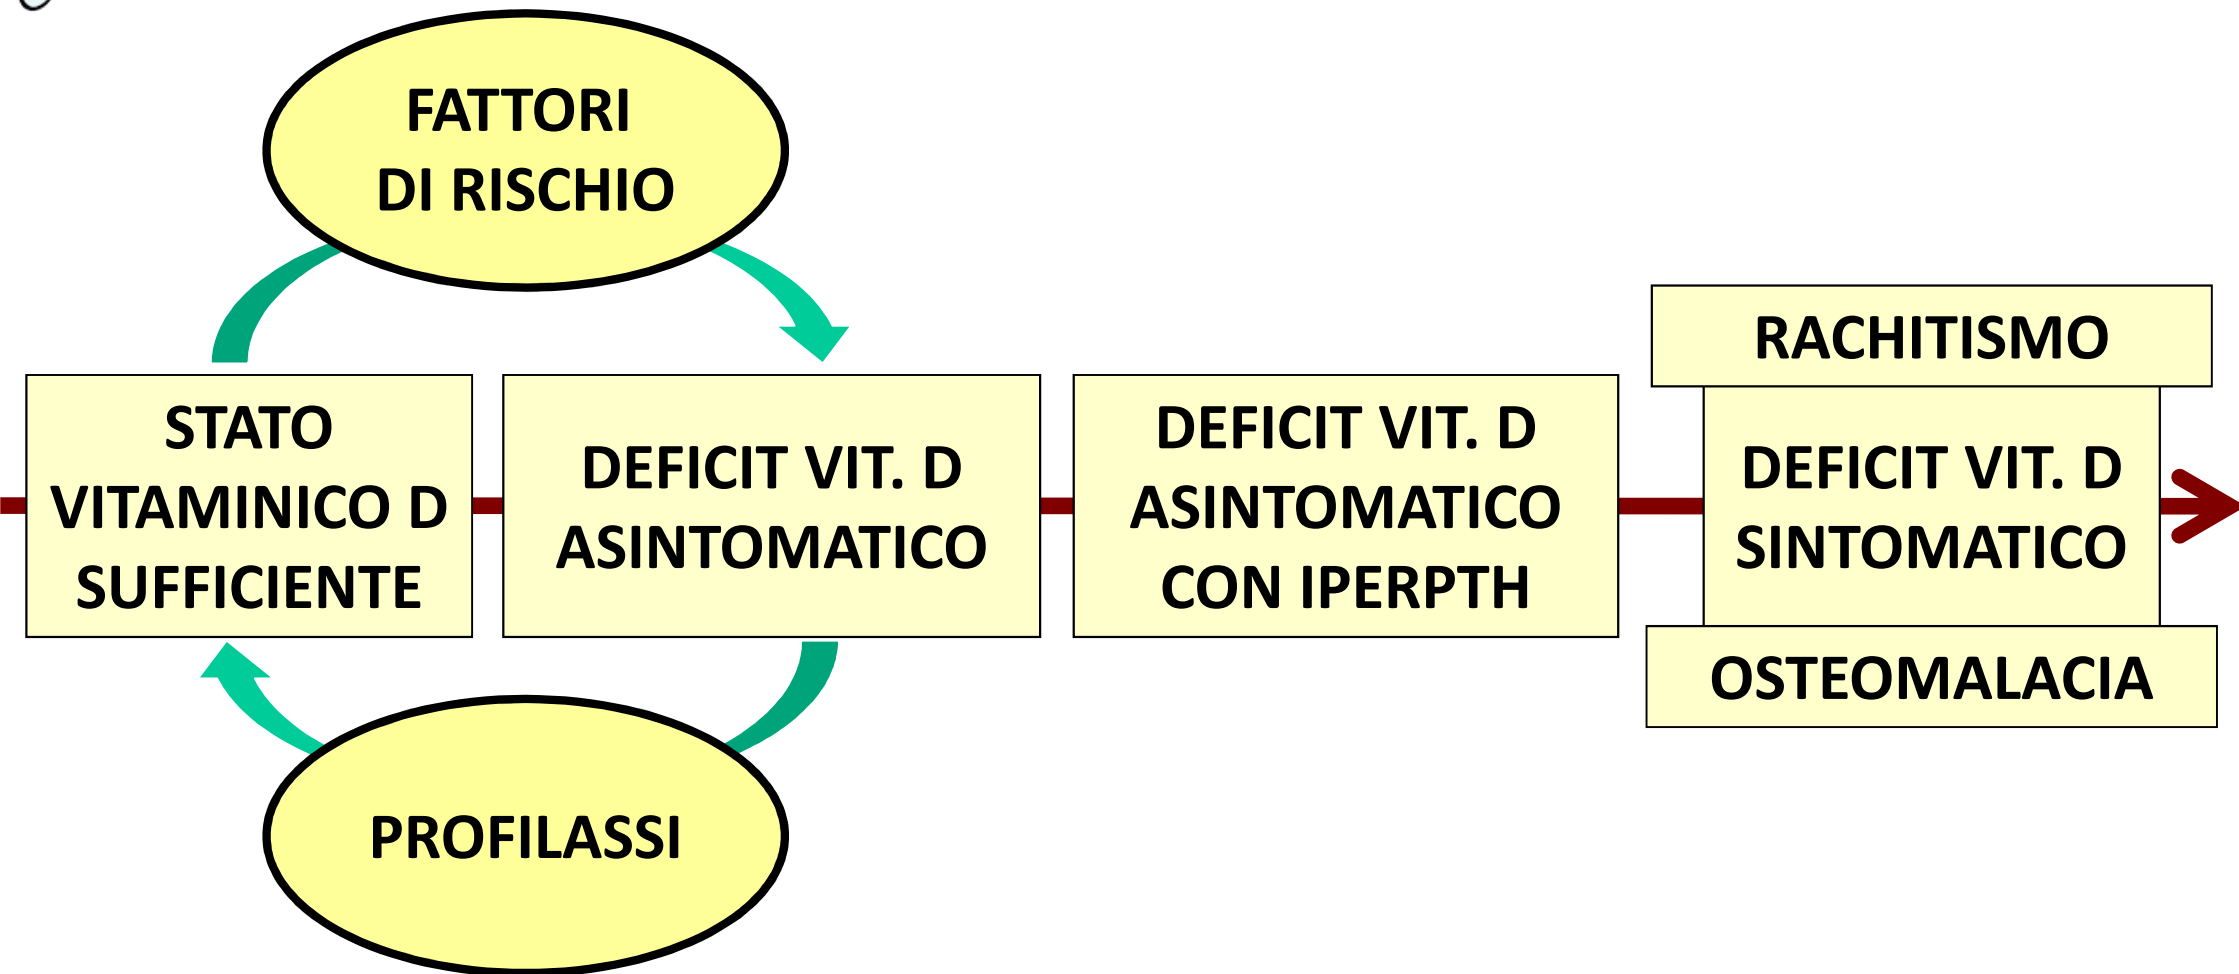 FATTORI
DI RISCHIO
STATO
VITAMINICO D
SUFFICIENTE
DEFICIT VIT. D
ASINTOMATICO
DEFICIT VIT. D
ASINTOMATICO
CON IPERPTH
RACHITISMO
DEFICIT VIT. D
SINTOMATICO
OSTEOMALACIA
PROFILASSI